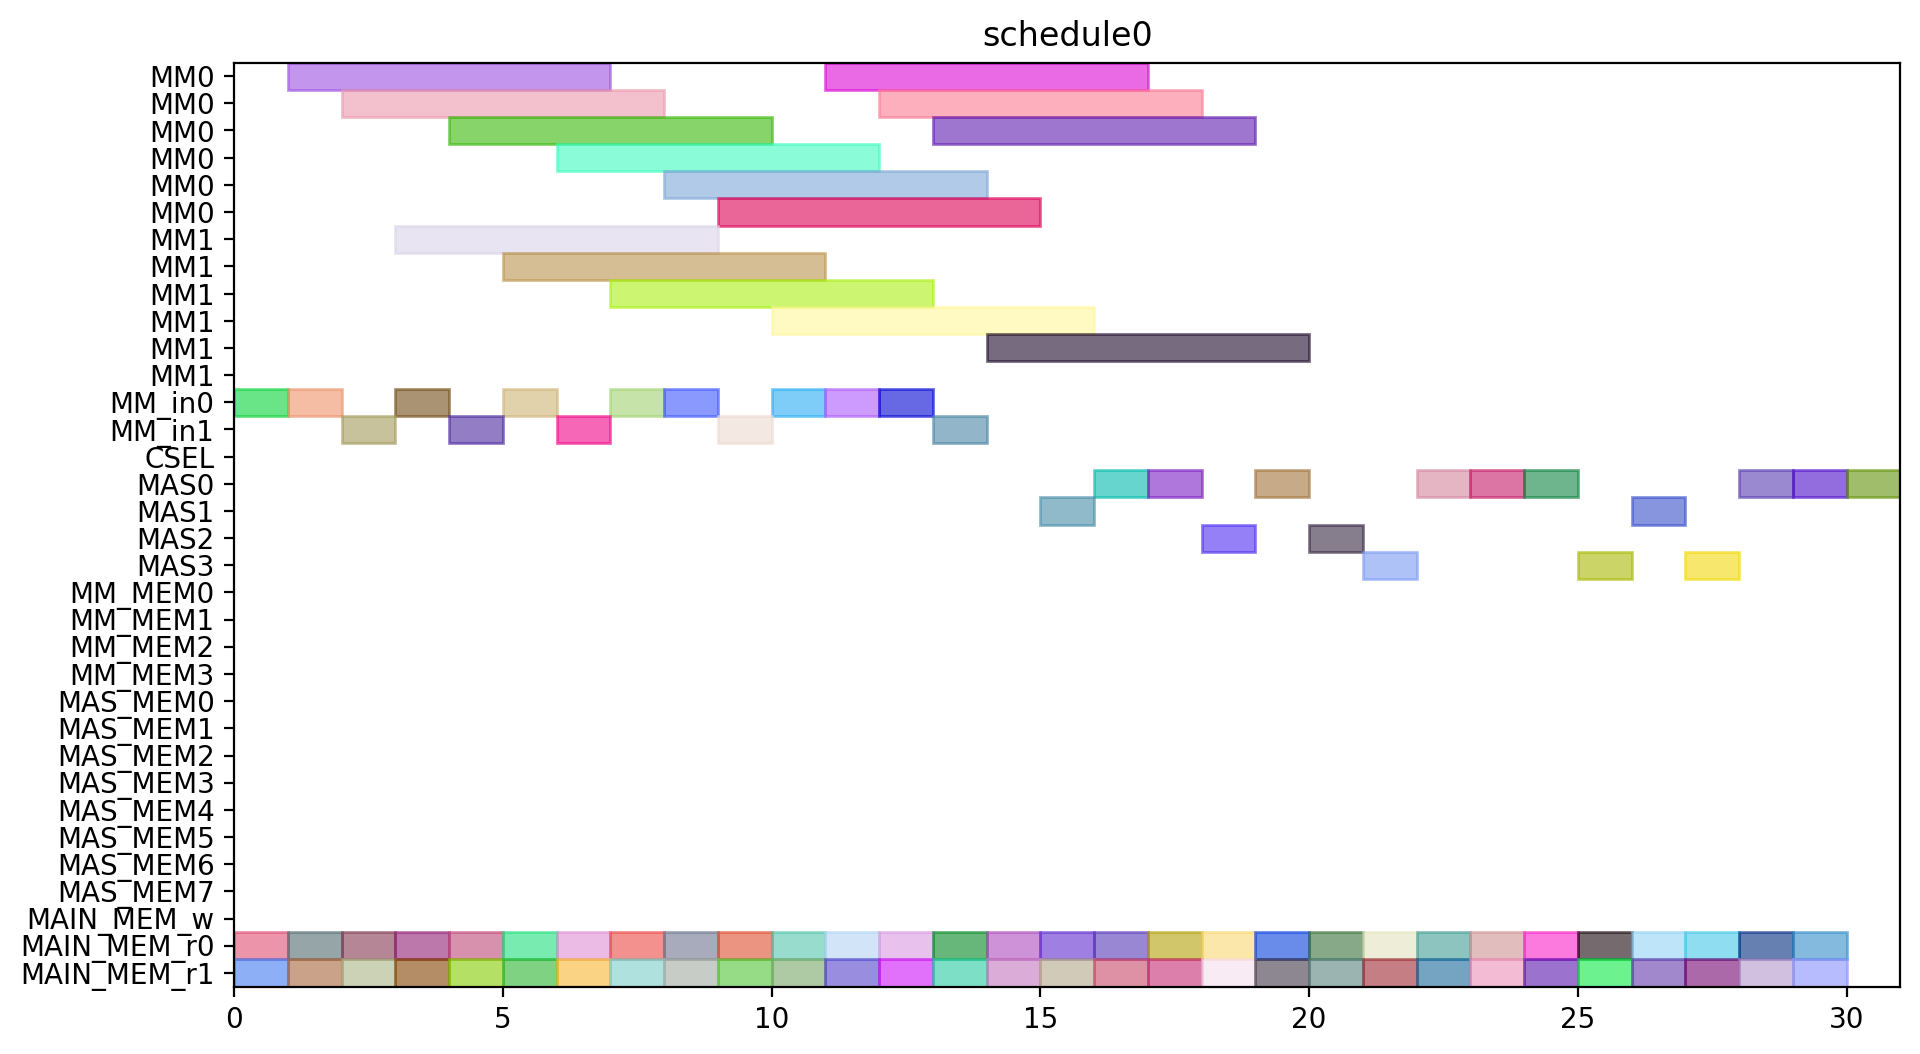 schedule0
MM0
MM0
MM0
MM0
MM0
MM0
MM1
MM1
MM1
MM1
MM1
MM1
MM_in0
MM_in1
CSEL
MAS0
MAS1
MAS2
MAS3
MM_MEM0
MM_MEM1
MM_MEM2
MM_MEM3
MAS_MEM0
MAS_MEM1
MAS_MEM2
MAS_MEM3
MAS_MEM4
MAS_MEM5
MAS_MEM6
MAS_MEM7
MAIN_MEM_w
MAIN_MEM_r0
MAIN_MEM_r1
0 5 10 15 20 25 30